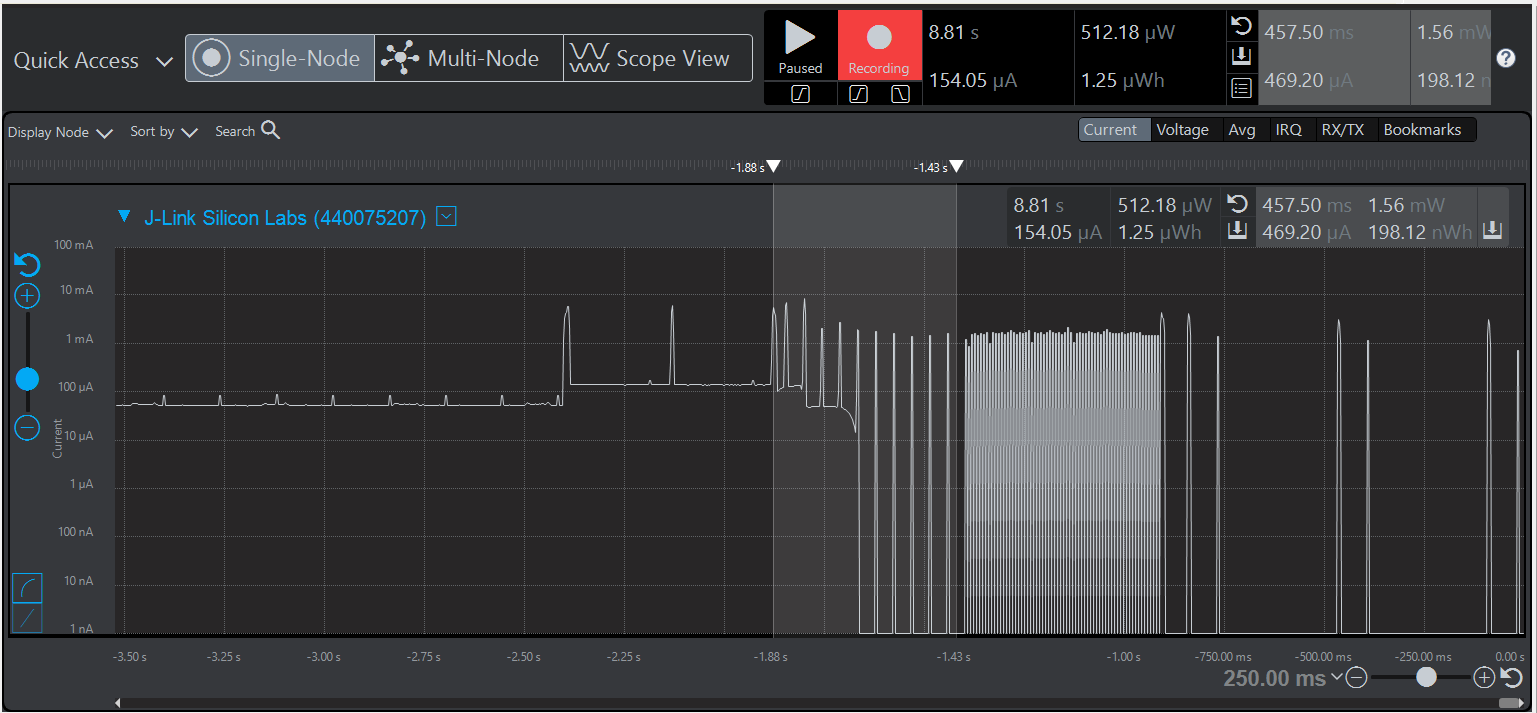 Quick Access
Single-Node
Multi-Node
Scope View
Paused
Recording
8.81 s
154.05 µA
512.18 µW
1.25 µWh
457.50 ms
469.20 µA
1.56 mW
198.12 n
?
Display Node
Sort by
Search
Current
Voltage
Avg
IRQ
RX/TX
Bookmarks
-1.88 s
-1.43 s
J-Link Silicon Labs (440075207)
8.81 s 512.18 µW 457.50 ms 1.56 mW
154.05 µA 1.25 µWh 469.20 µA 198.12 nWh
100 mA
10 mA
1 mA
100 µA
10 µA
1 µA
100 nA
10 nA
1 nA
Current
-3.50 s -3.25 s -3.00 s -2.75 s -2.50 s -2.25 s -1.88 s -1.43 s -1.00 s -750.00 ms -500.00 ms -250.00 ms 0.00 s
250.00 ms